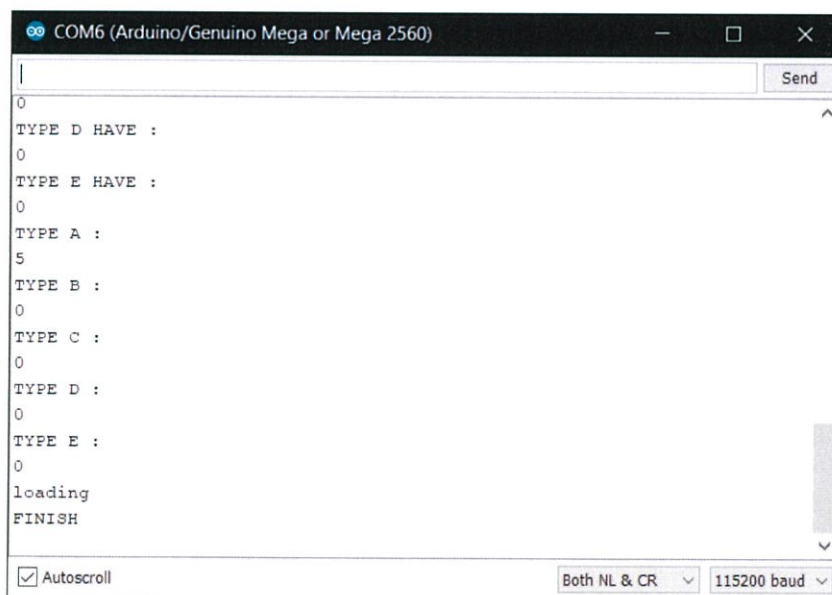 COM6 (Arduino/Genuino Mega or Mega 2560)
Send
0
TYPE D HAVE :
0
TYPE E HAVE :
0
TYPE A :
5
TYPE B :
0
TYPE C :
0
TYPE D :
0
TYPE E :
0
loading
FINISH
Autoscroll
Both NL & CR
115200 baud